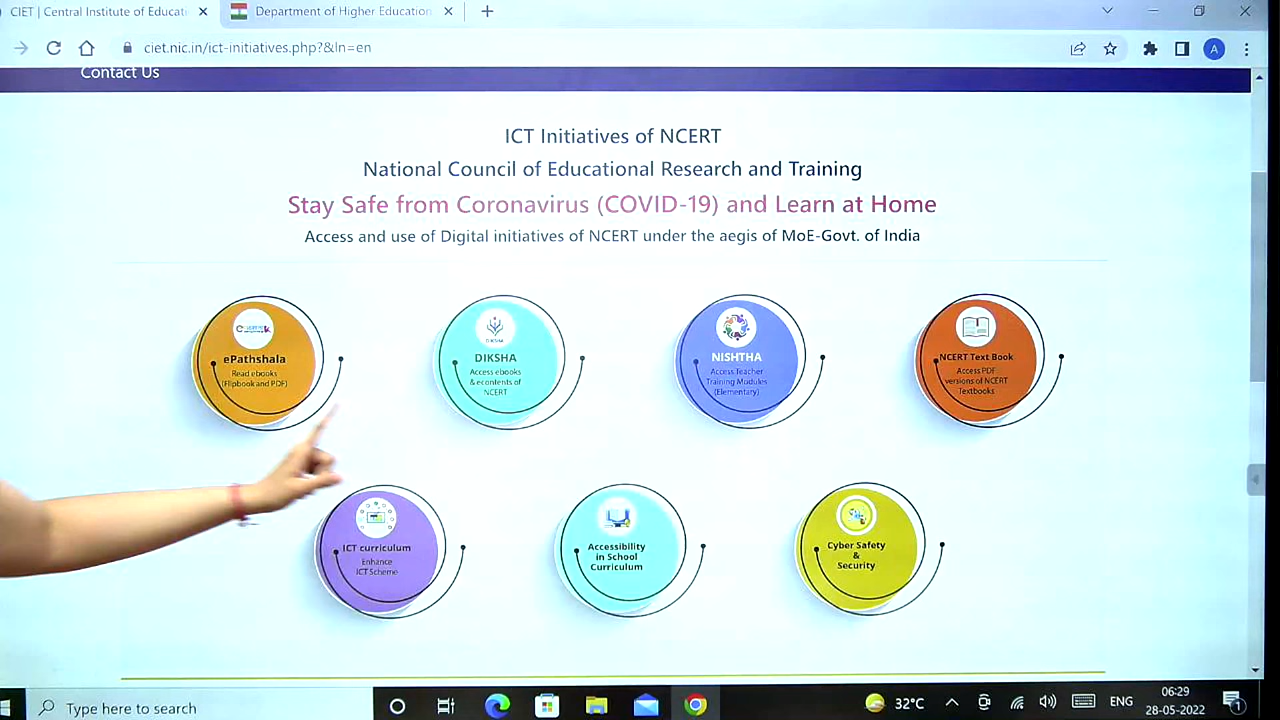 CIET | Central Institute of Educati
Department of Higher Education
ciet.nic.in/ict-initiatives.php?&ln=en
A
Contact Us
ICT Initiatives of NCERT
National Council of Educational Research and Training
Stay Safe from Coronavirus (COVID-19) and Learn at Home
Access and use of Digital initiatives of NCERT under the aegis of MoE-Govt. of India
ePathshala
Read ebooks
(Flipbook and PDF)
DIKSHA
DIKSHA
Access ebooks
& econtents of
NCERT
NISHTHA
Access Teacher
Training Modules
(Elementary)
NCERT Text Book
Access PDF
versions of NCERT
Textbooks
ICT curriculum
Enhance
ICT Scheme
Accessibility
in School
Curriculum
Cyber Safety
&
Security
Type here to search
32°C
ENG
06:29
28-05-2022
1